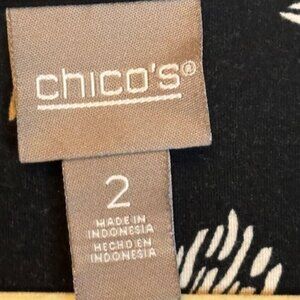 chico's®
2
MADE IN
INDONESIA
HECHO EN
INDONESIA